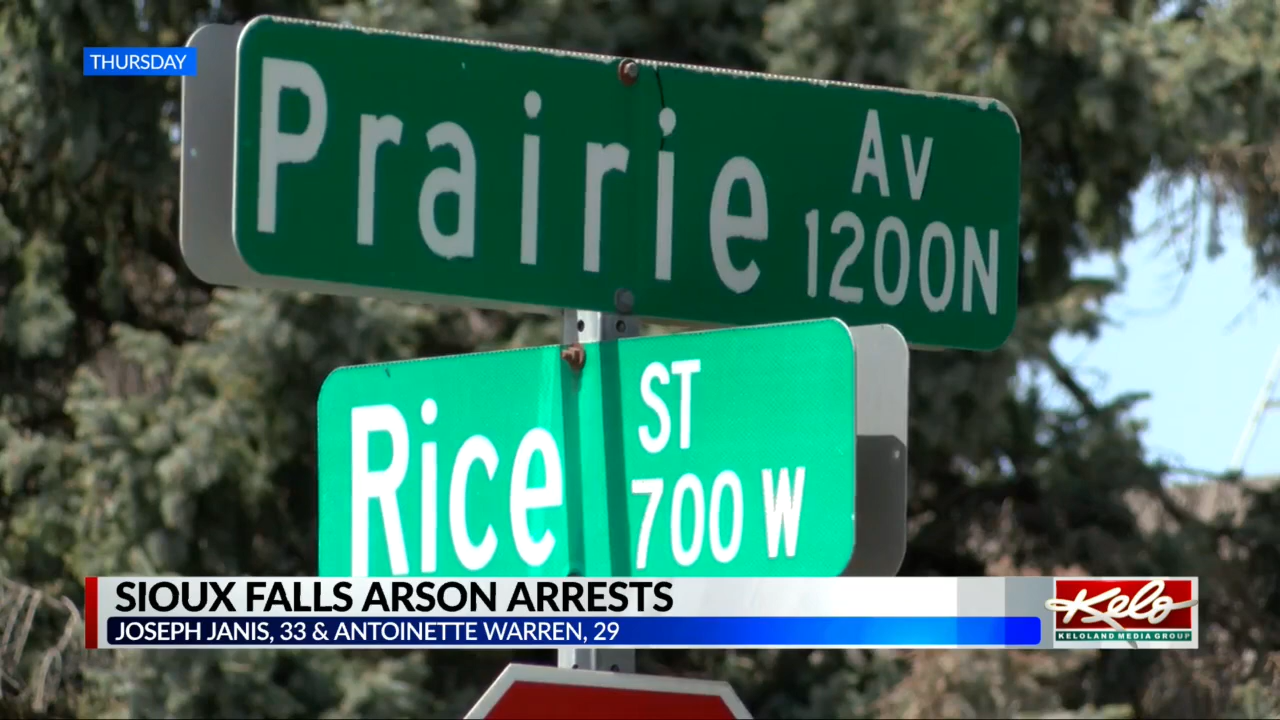 THURSDAY
Prairie Av
1200N
Rice ST
700 W
SIOUX FALLS ARSON ARRESTS
JOSEPH JANIS, 33 & ANTOINETTE WARREN, 29
Kelo
KELOLAND MEDIA GROUP